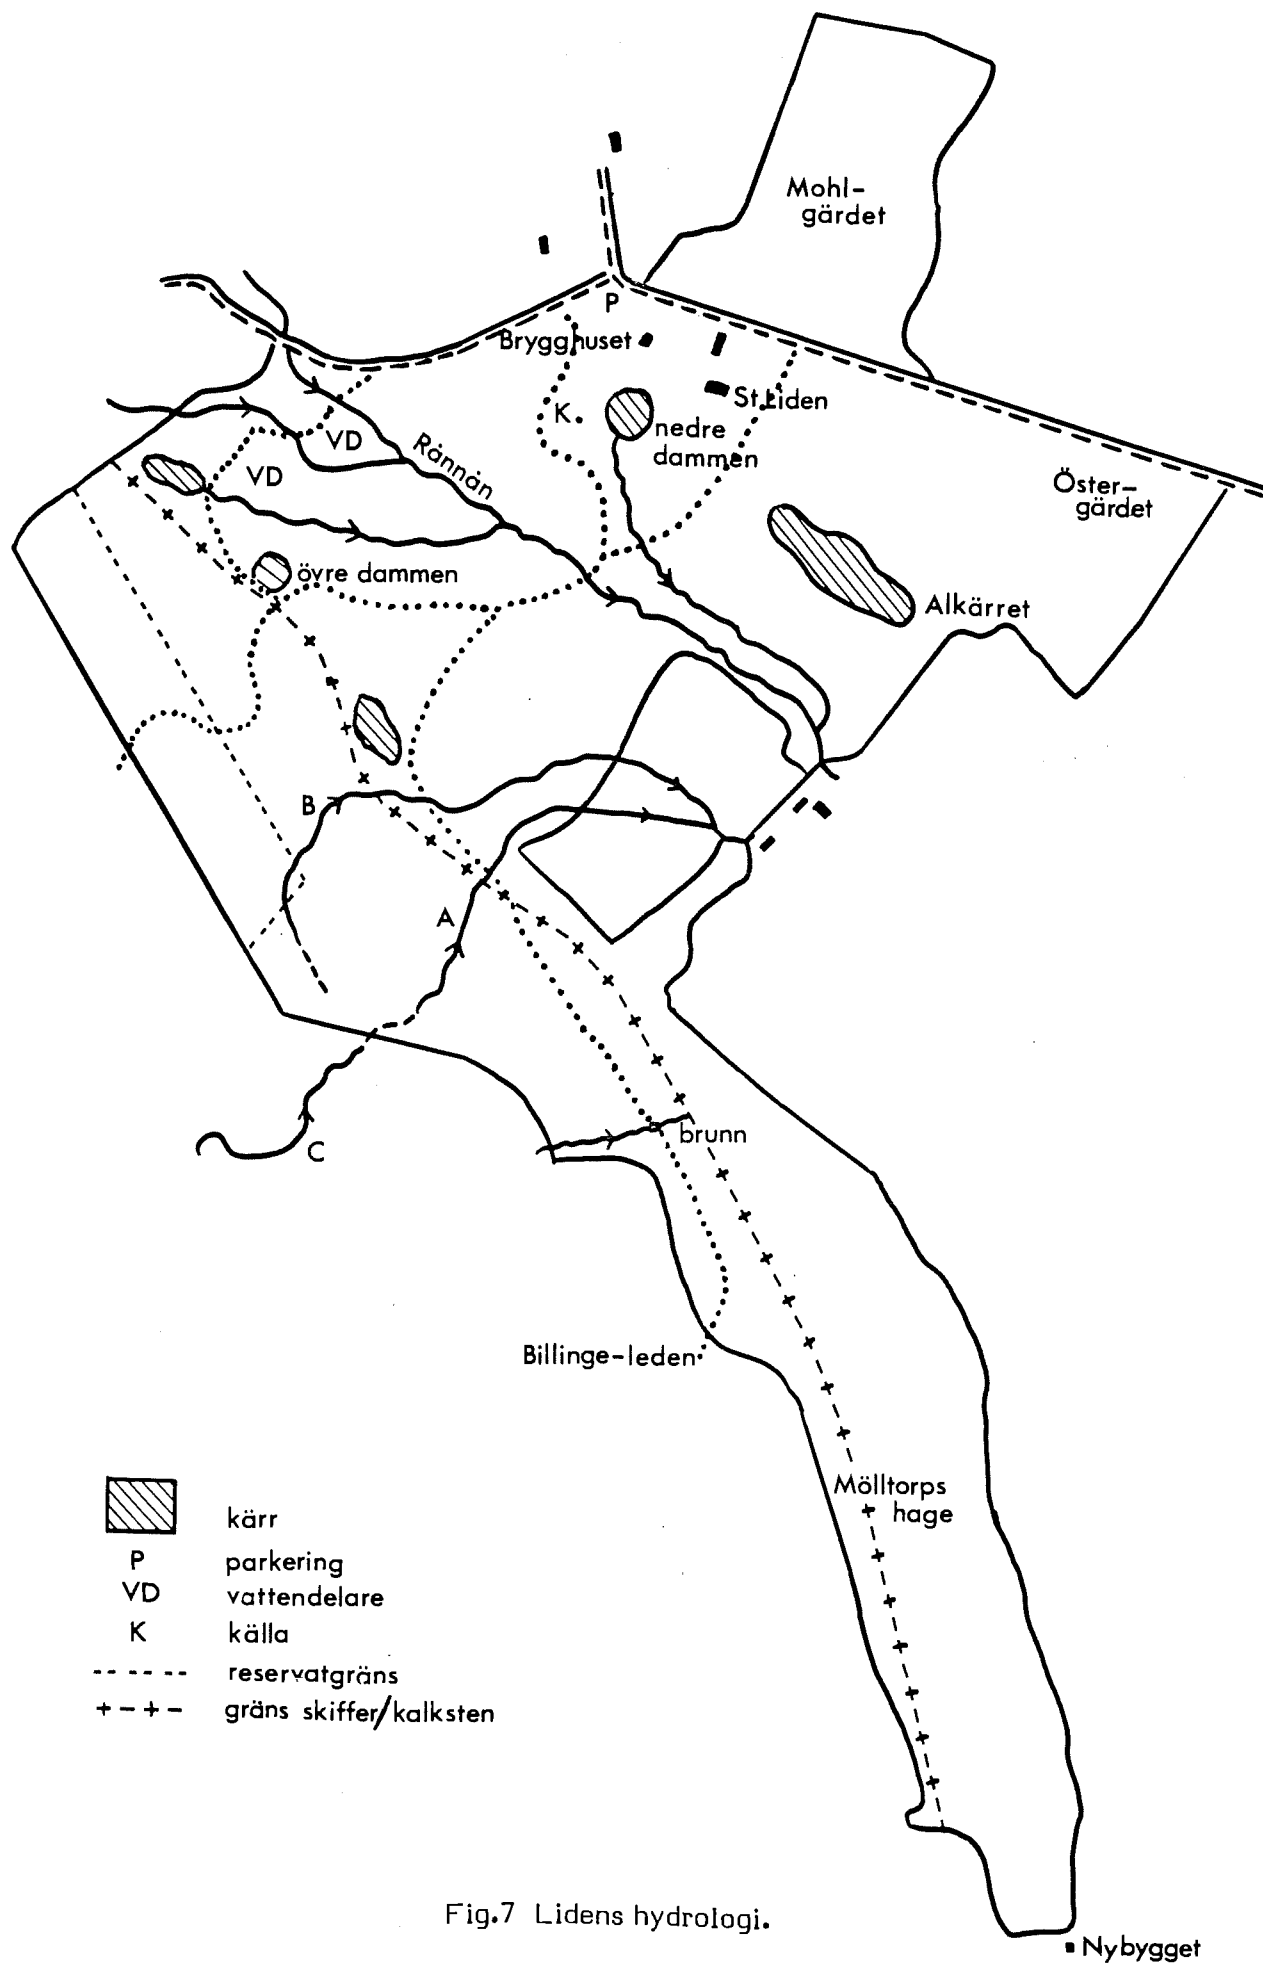 Mohl-
gärdet
P
Brygghuset
K.
St.Liden
nedre
dammen
VD
VD
Rånnån
Öster-
gärdet
övre dammen
Alkärret
B
A
C
brunn
Billinge-leden
Mölltorps
hage
kärr
P parkering
VD vattendelare
K källa
reservatgräns
gräns skiffer/kalksten
Fig.7 Lidens hydrologi.
Nybygget